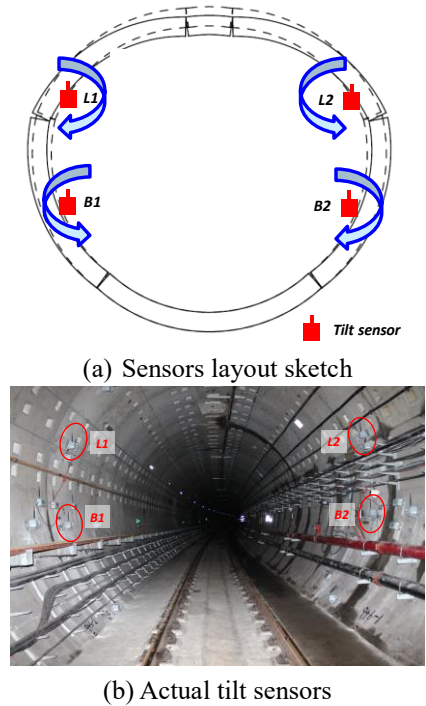 L1
L2
B1
B2
Tilt sensor
(a) Sensors layout sketch
L1
L2
B1
B2
(b) Actual tilt sensors